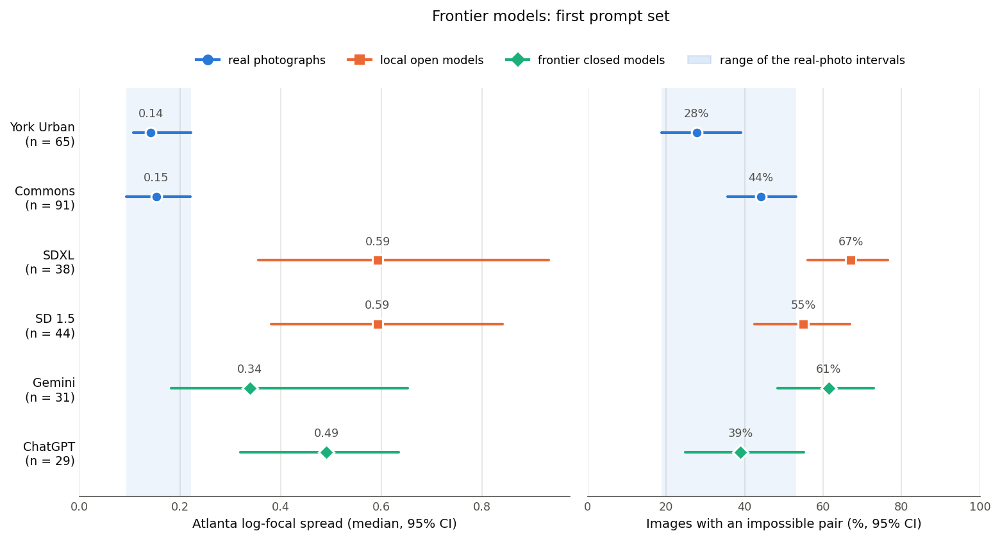 Frontier models: first prompt set
real photographs
local open models
frontier closed models
range of the real-photo intervals
York Urban
(n = 65)
0.14
28%
Commons
(n = 91)
0.15
44%
SDXL
(n = 38)
0.59
67%
SD 1.5
(n = 44)
0.59
55%
Gemini
(n = 31)
0.34
61%
ChatGPT
(n = 29)
0.49
39%
0.0 0.2 0.4 0.6 0.8
0 20 40 60 80 100
Atlanta log-focal spread (median, 95% CI)
Images with an impossible pair (%, 95% CI)